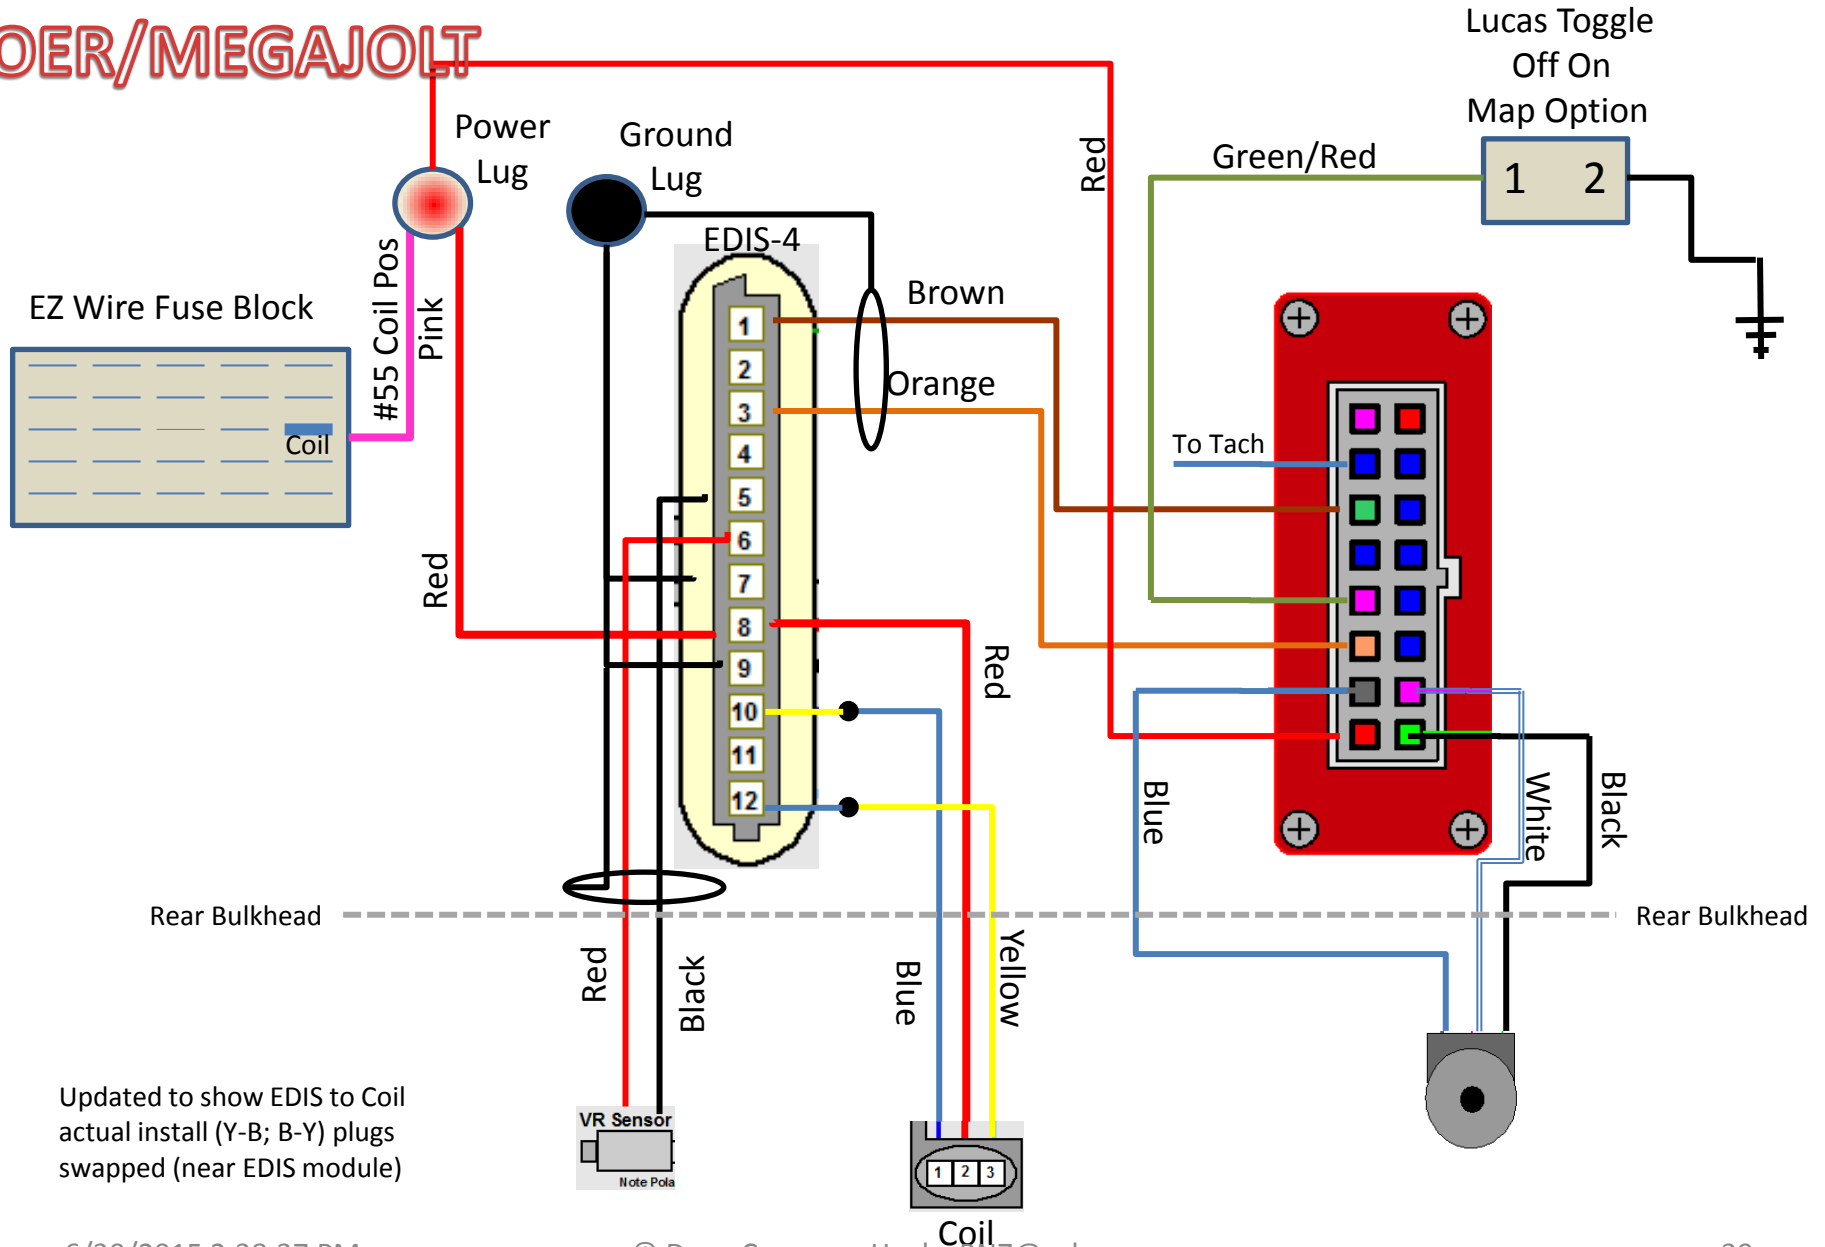 OER/MEGAJOLT
Lucas Toggle
Off On
Map Option
1 2
Power
Lug
Ground
Lug
Red
Green/Red
EDIS-4
EZ Wire Fuse Block
Coil
#55 Coil Pos
Pink
Brown
Orange
To Tach
1
2
3
4
5
6
7
8
9
10
11
12
Red
Red
Blue
White
Black
Rear Bulkhead
Rear Bulkhead
Red
Black
Blue
Yellow
Updated to show EDIS to Coil
actual install (Y-B; B-Y) plugs
swapped (near EDIS module)
VR Sensor
Note Pola
1 2 3
Coil